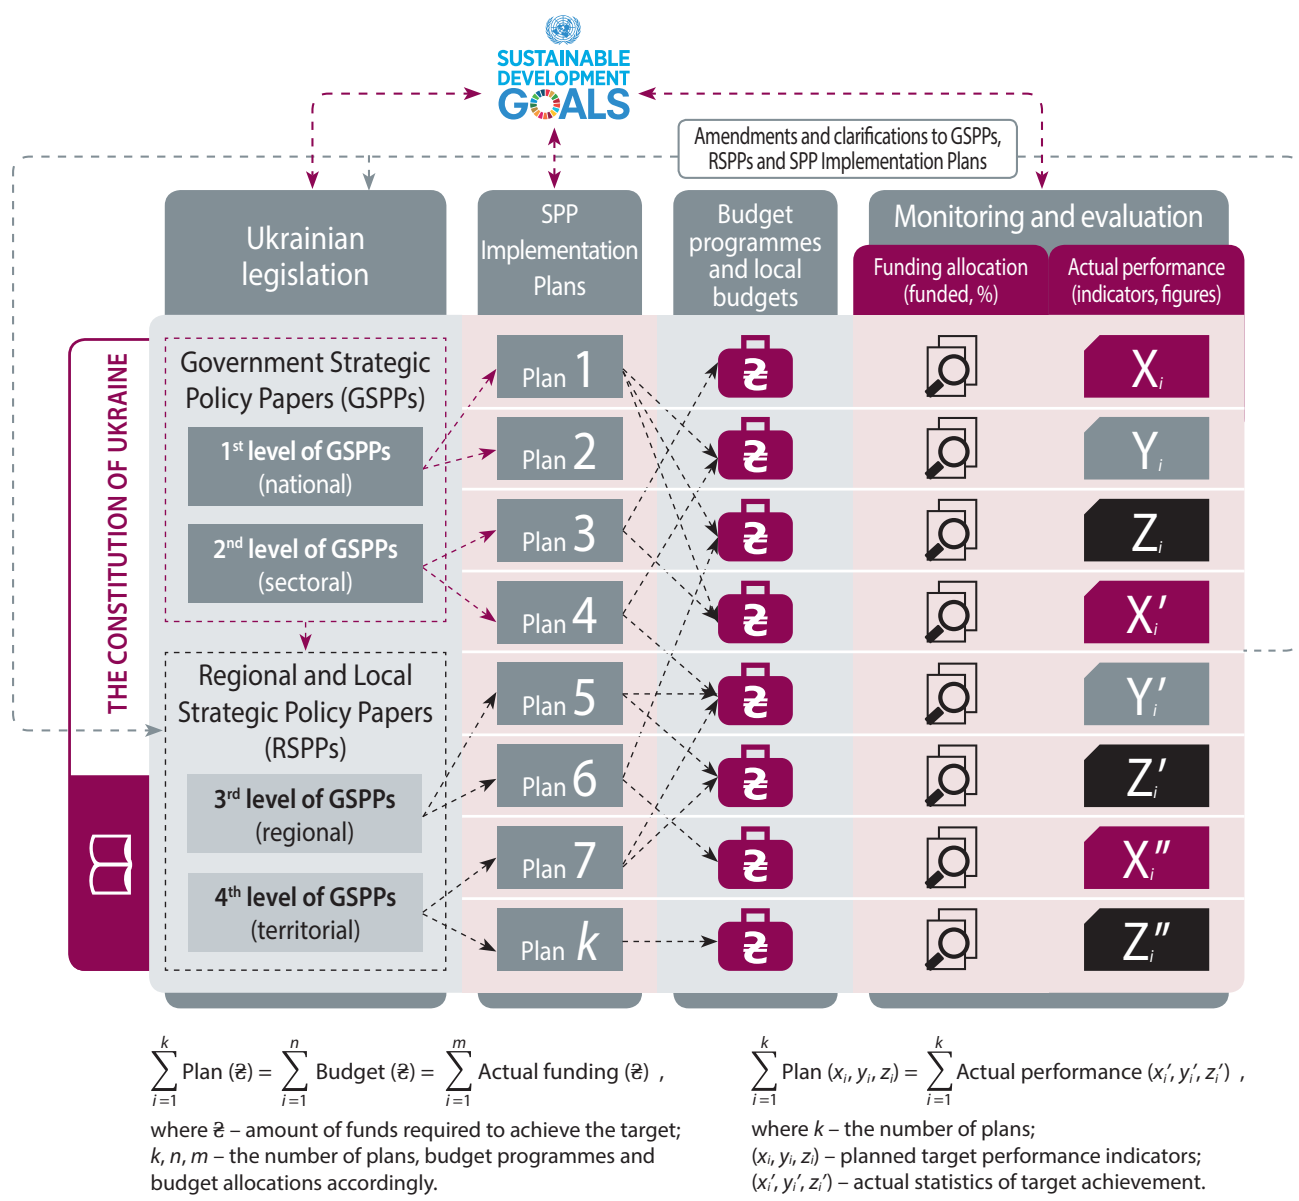 SUSTAINABLE
DEVELOPMENT
GOALS
Amendments and clarifications to GSPPs,
RSPPs and SPP Implementation Plans
Ukrainian
legislation
SPP
Implementation
Plans
Budget
programmes
and local
budgets
Monitoring and evaluation
Funding allocation
(funded, %)
Actual performance
(indicators, figures)
THE CONSTITUTION OF UKRAINE
Government Strategic
Policy Papers (GSPPs)
1st level of GSPPs
(national)
2nd level of GSPPs
(sectoral)
Regional and Local
Strategic Policy Papers
(RSPPs)
3rd level of GSPPs
(regional)
4th level of GSPPs
(territorial)
Plan 1
₴
Xi
Plan 2
₴
Yi
Plan 3
₴
Zi
Plan 4
₴
X′i
Plan 5
₴
Y′i
Plan 6
₴
Z′i
Plan 7
₴
X″i
Plan k
₴
Z″i
k∑i=1 Plan (₴) = n∑i=1 Budget (₴) = m∑i=1 Actual funding (₴) ,
where ₴ – amount of funds required to achieve the target;
k, n, m – the number of plans, budget programmes and
budget allocations accordingly.
k∑i=1 Plan (xi, yi, zi) = k∑i=1 Actual performance (xi′, yi′, zi′) ,
where k – the number of plans;
(xi, yi, zi) – planned target performance indicators;
(xi′, yi′, zi′) – actual statistics of target achievement.